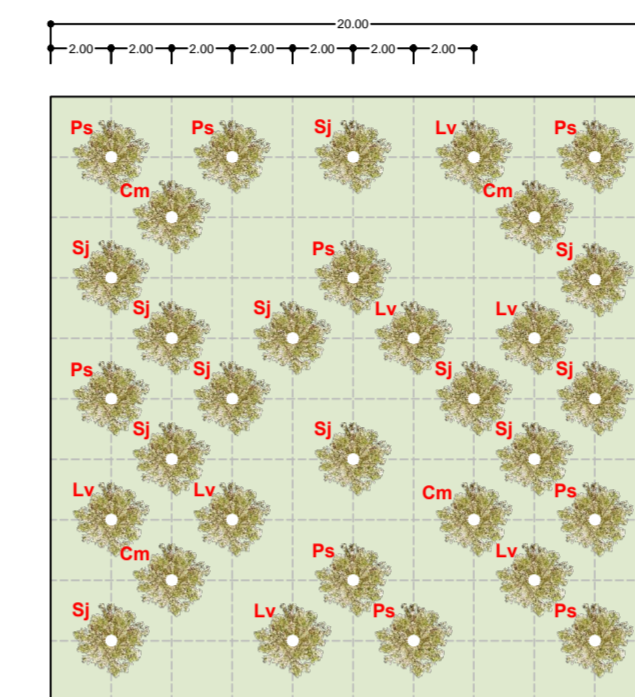 20.00
2.00 2.00 2.00 2.00 2.00 2.00 2.00
Ps Ps Sj Lv Ps
Cm Cm
Sj Ps Sj
Sj Sj Lv Lv
Ps Sj Sj Sj
Sj Sj Sj
Lv Lv Cm Ps
Cm Ps Lv
Sj Lv Ps Ps